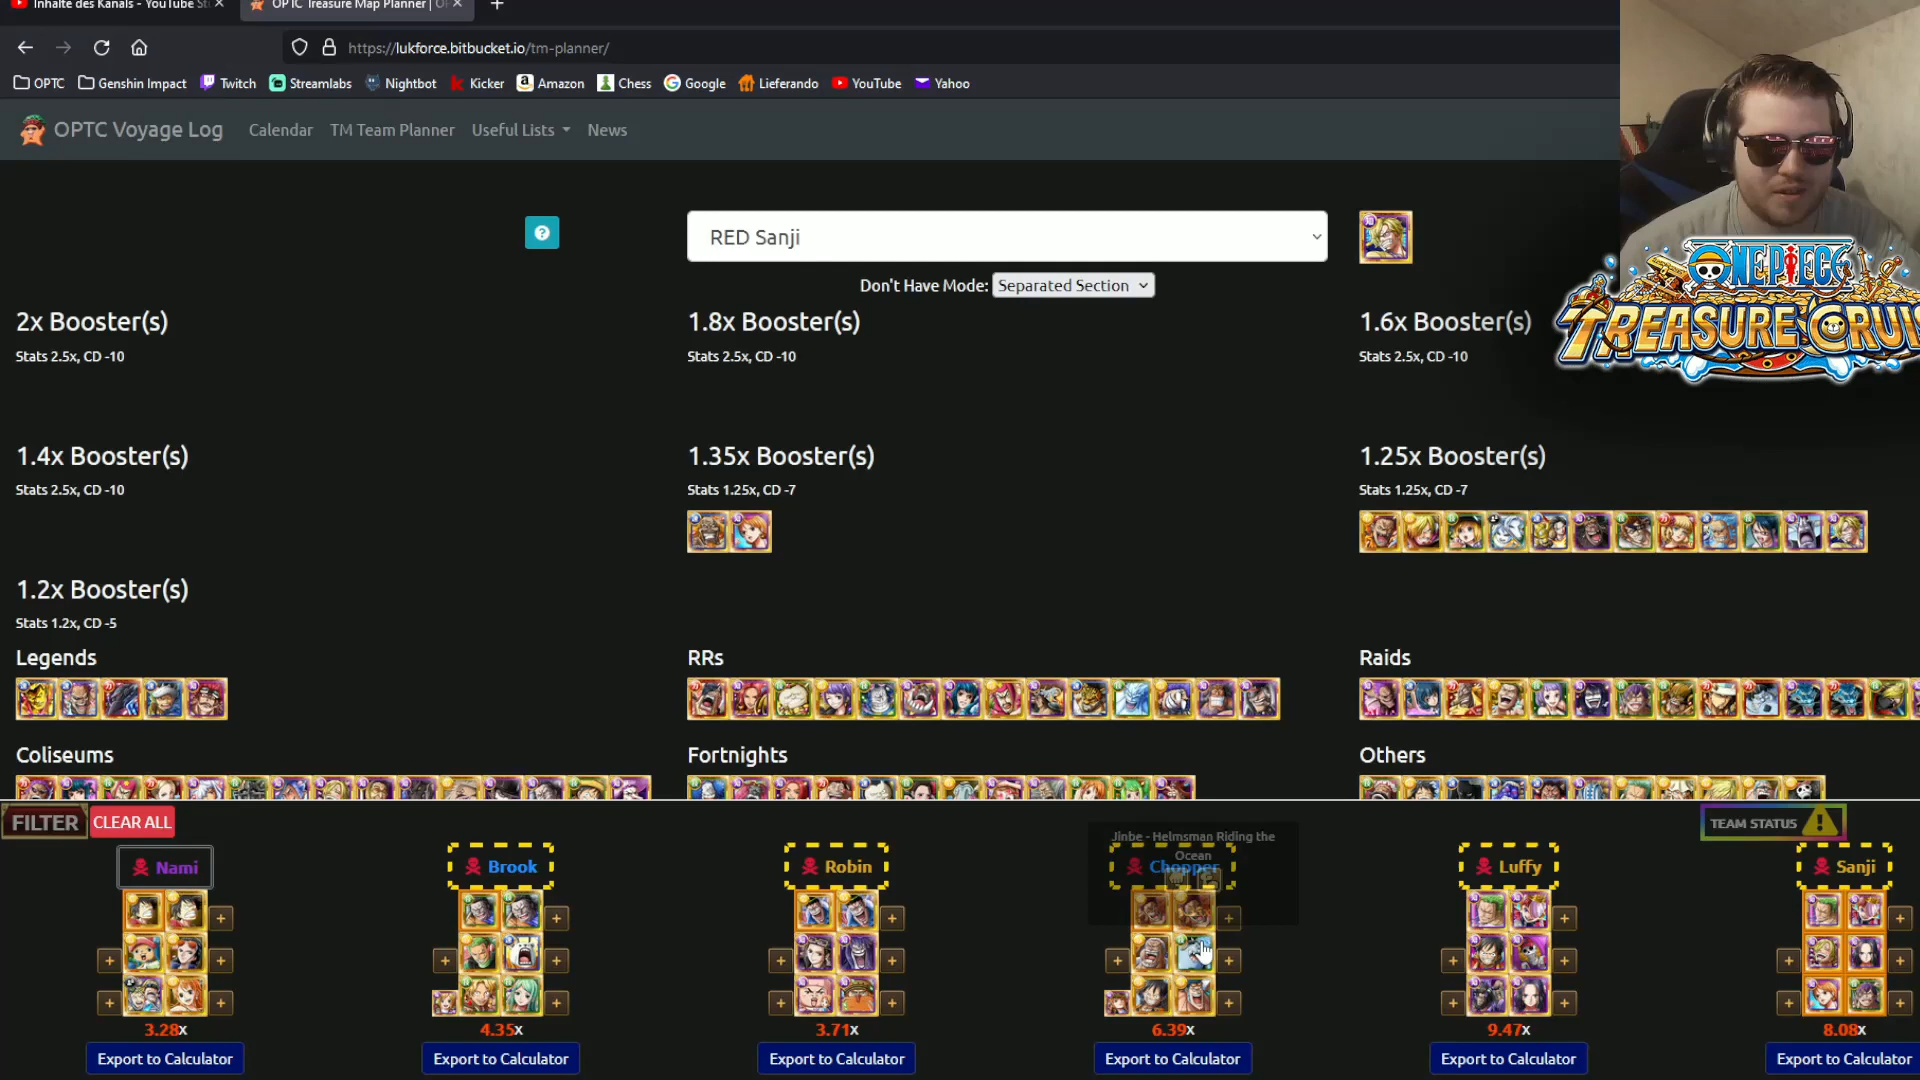 Inhalte des Kanals - YouTube St
OPTC Treasure Map Planner | O
https://lukforce.bitbucket.io/tm-planner/
OPTC
Genshin Impact
Twitch
Streamlabs
Nightbot
Kicker
Amazon
Chess
Google
Lieferando
YouTube
Yahoo
OPTC Voyage Log
Calendar
TM Team Planner
Useful Lists
News
RED Sanji
Don't Have Mode: Separated Section
ONE PIECE
TREASURE CRUIS
2x Booster(s)
Stats 2.5x, CD -10
1.8x Booster(s)
Stats 2.5x, CD -10
1.6x Booster(s)
Stats 2.5x, CD -10
1.4x Booster(s)
Stats 2.5x, CD -10
1.35x Booster(s)
Stats 1.25x, CD -7
1.25x Booster(s)
Stats 1.25x, CD -7
1.2x Booster(s)
Stats 1.2x, CD -5
Legends
RRs
Raids
Coliseums
Fortnights
Others
FILTER
CLEAR ALL
TEAM STATUS
Jinbe - Helmsman Riding the
Ocean
Nami
Brook
Robin
Chopper
Luffy
Sanji
3.28x
4.35x
3.71x
6.39x
9.47x
8.08x
Export to Calculator
Export to Calculator
Export to Calculator
Export to Calculator
Export to Calculator
Export to Calculator